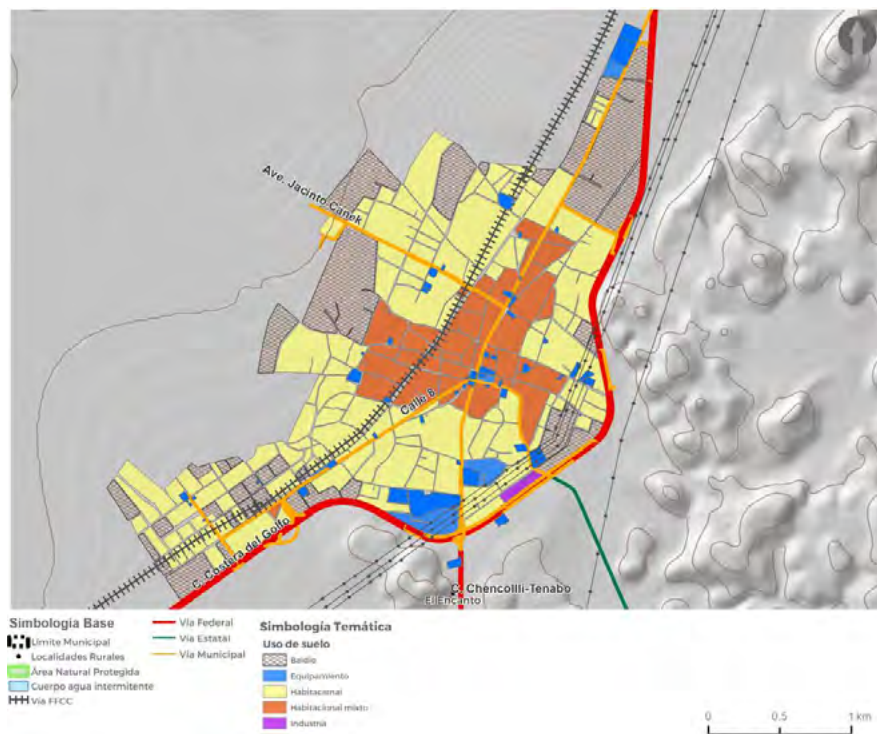 Ave. Jacinto Canek
Calle 8
C. Costera del Golfo
C. Chencollli-Tenabo
El Encanto
Simbología Base
Límite Municipal
Localidades Rurales
Área Natural Protegida
Cuerpo agua intermitente
Vía FFCC
Vía Federal
Vía Estatal
Vía Municipal
Simbología Temática
Uso de suelo
Baldío
Equipamiento
Habitacional
Habitacional mixto
Industria
0 0.5 1 km